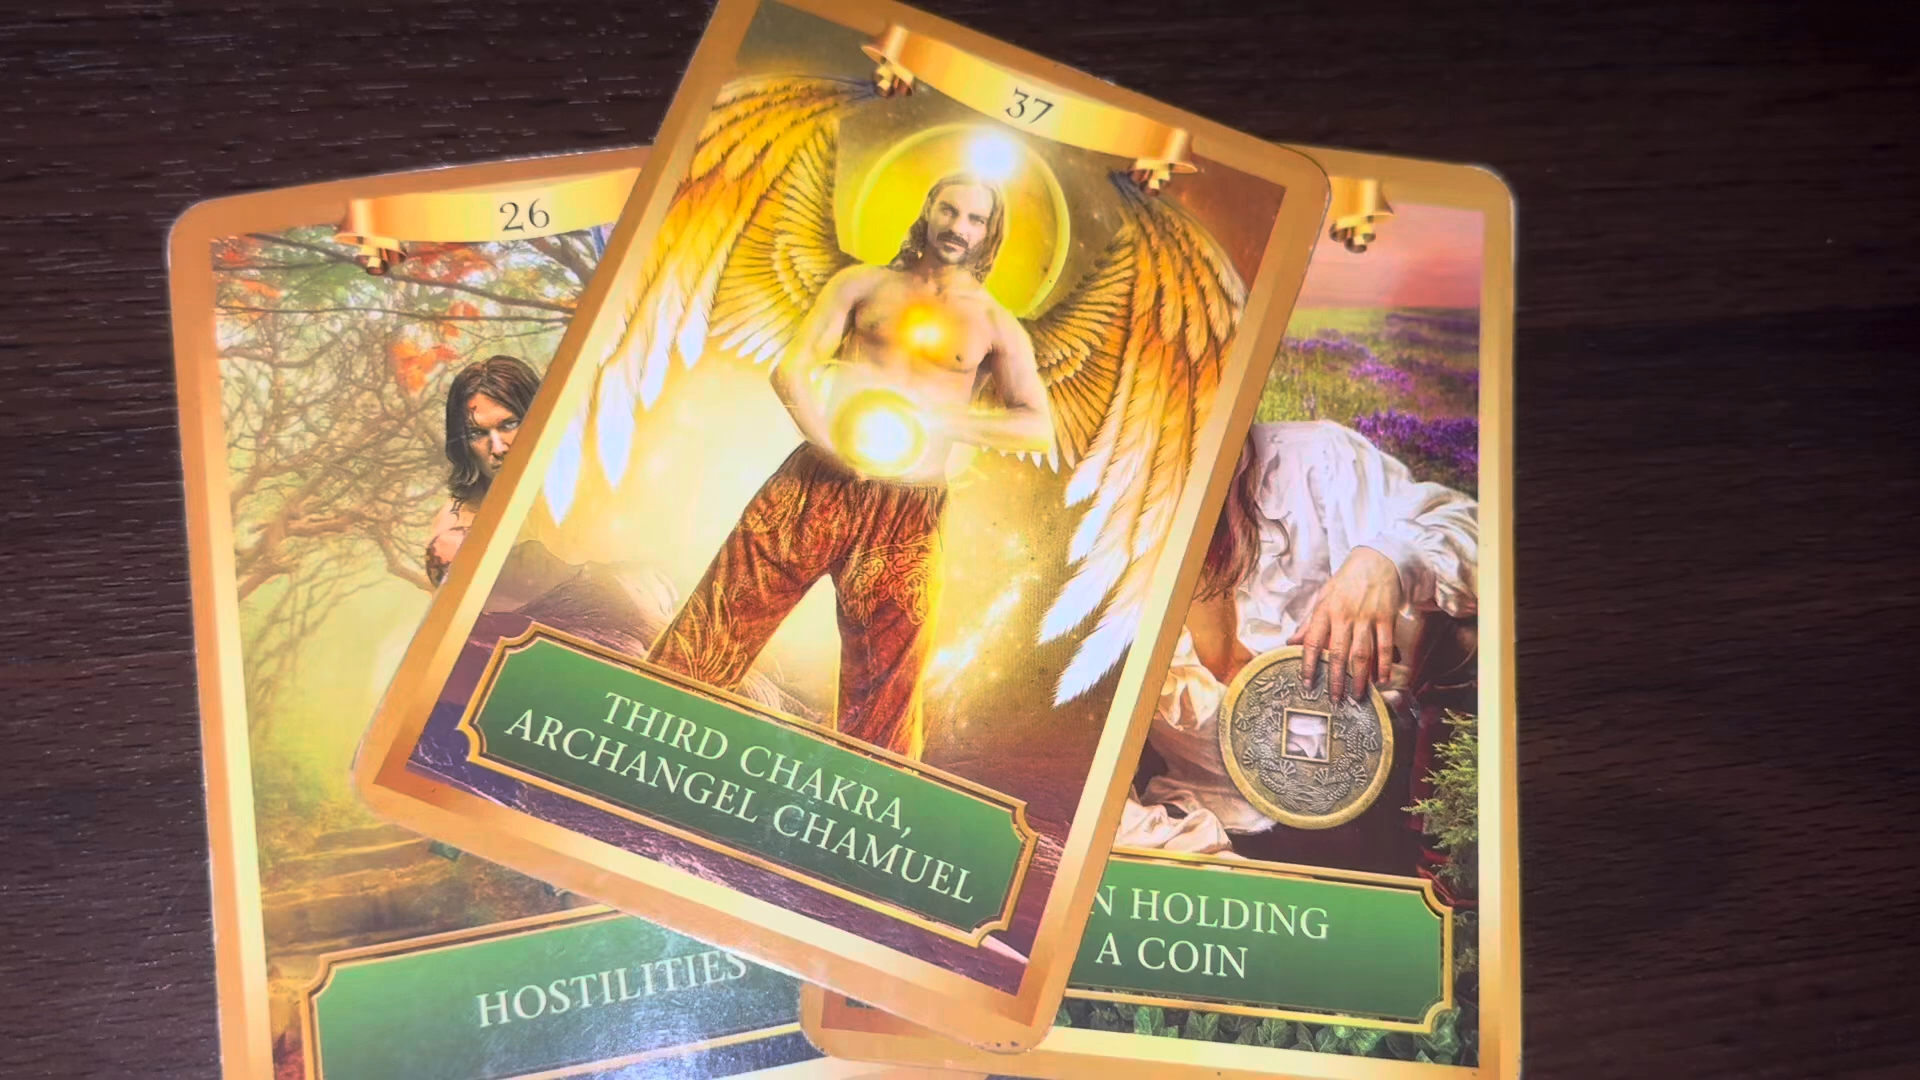 26
HOSTILITIES
37
THIRD CHAKRA,
ARCHANGEL CHAMUEL
N HOLDING
A COIN